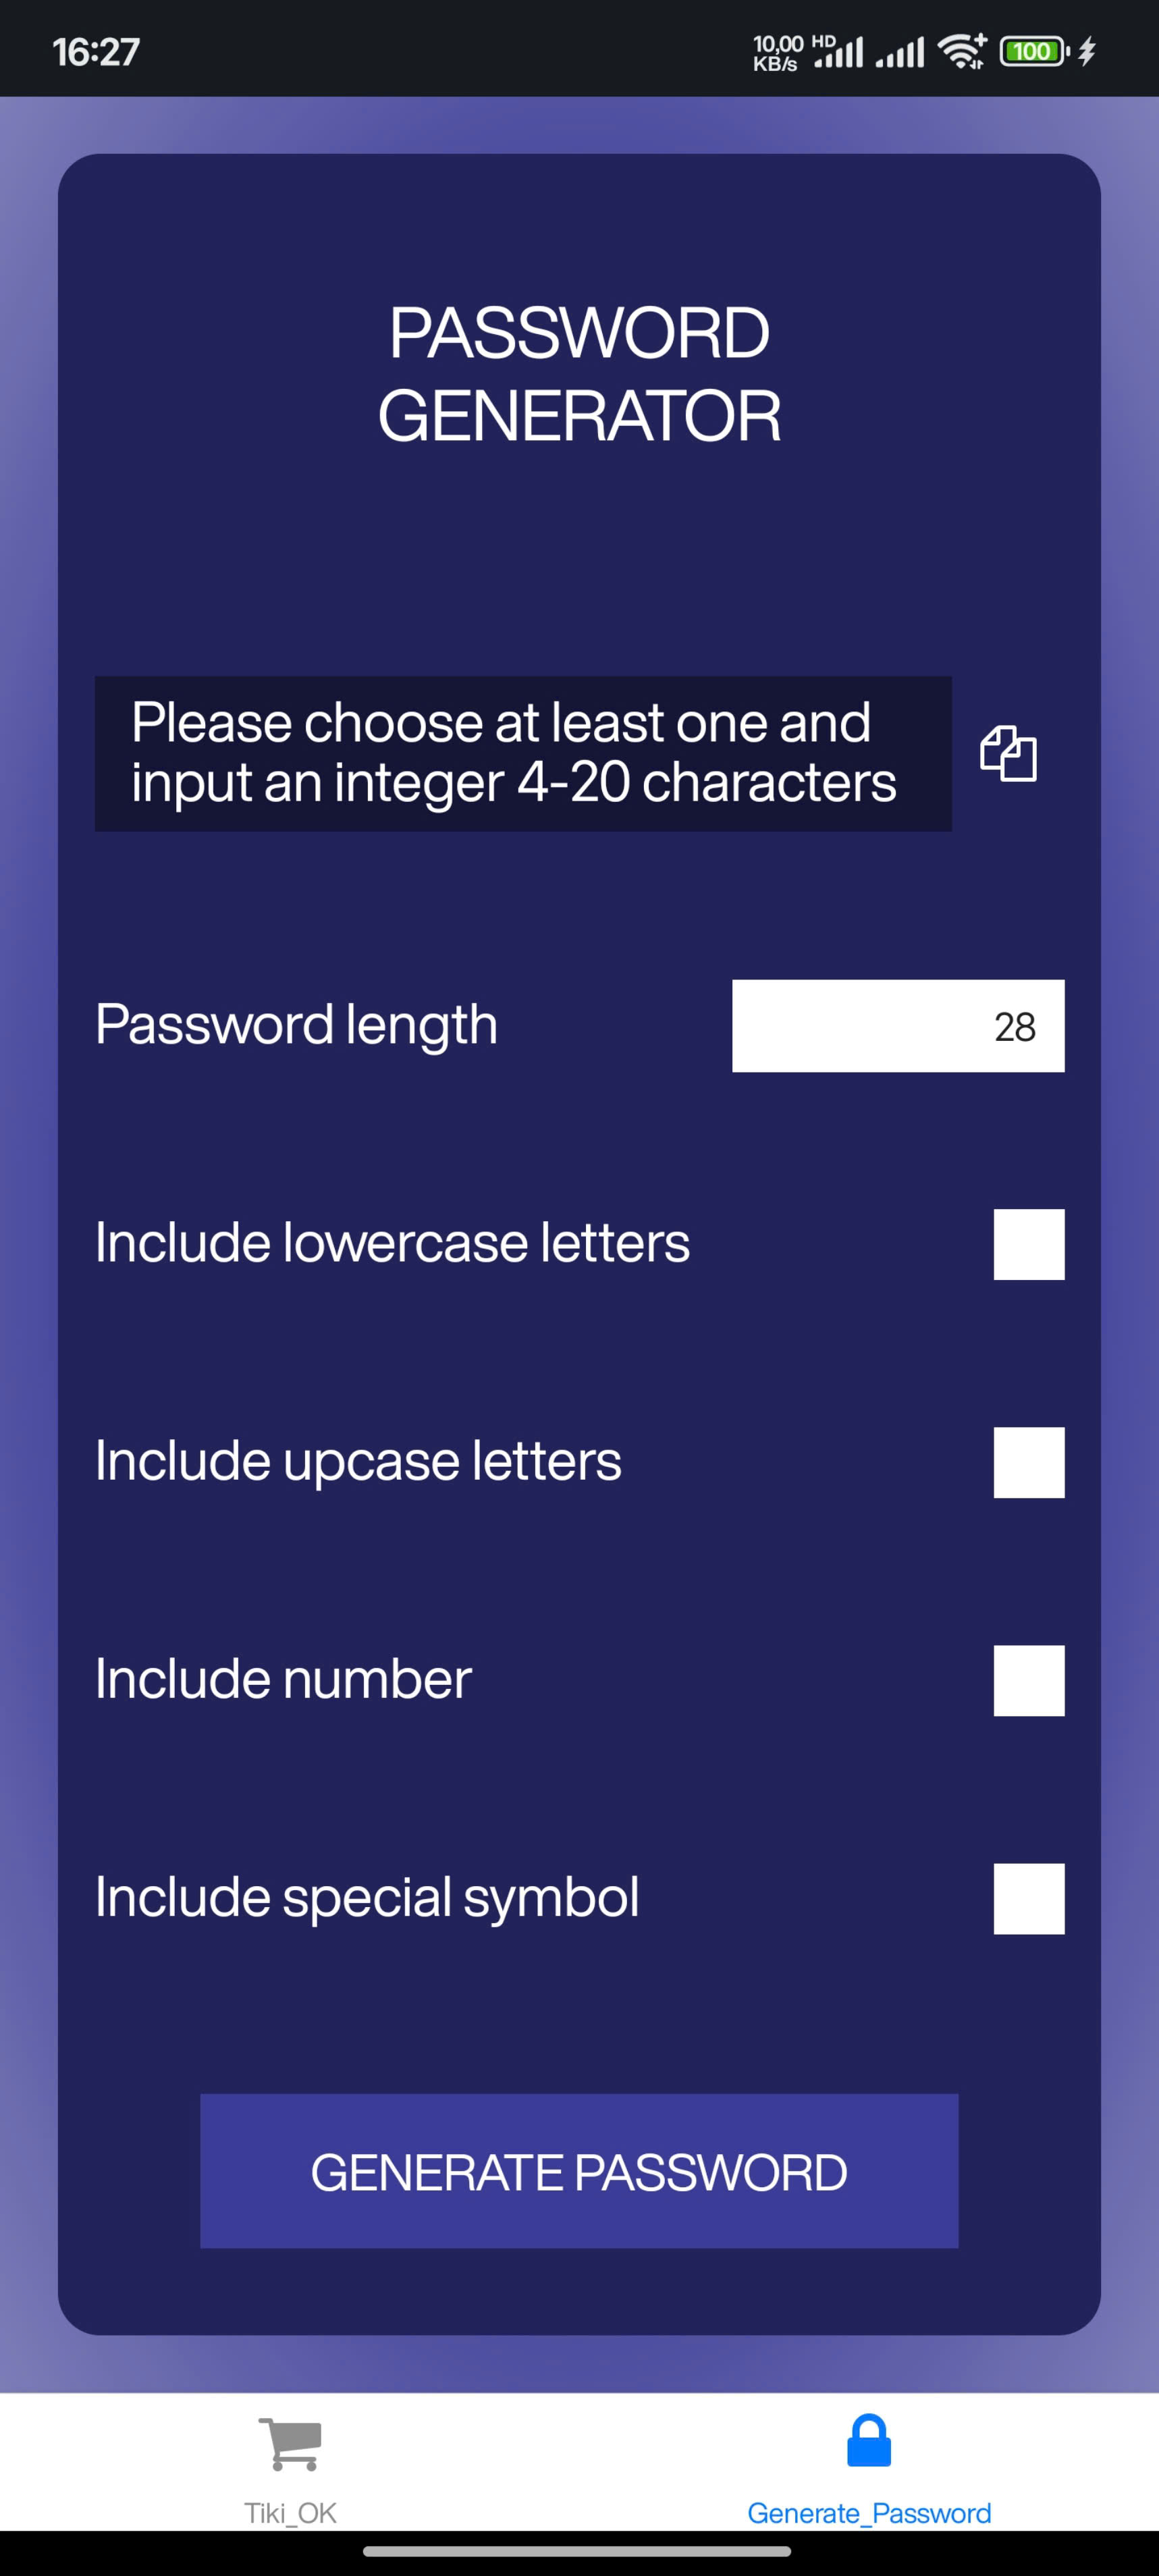 16:27
10,00 HD
KB/s
100
PASSWORD
GENERATOR
Please choose at least one and
input an integer 4-20 characters
Password length
28
Include lowercase letters
Include upcase letters
Include number
Include special symbol
GENERATE PASSWORD
Tiki_OK
Generate_Password